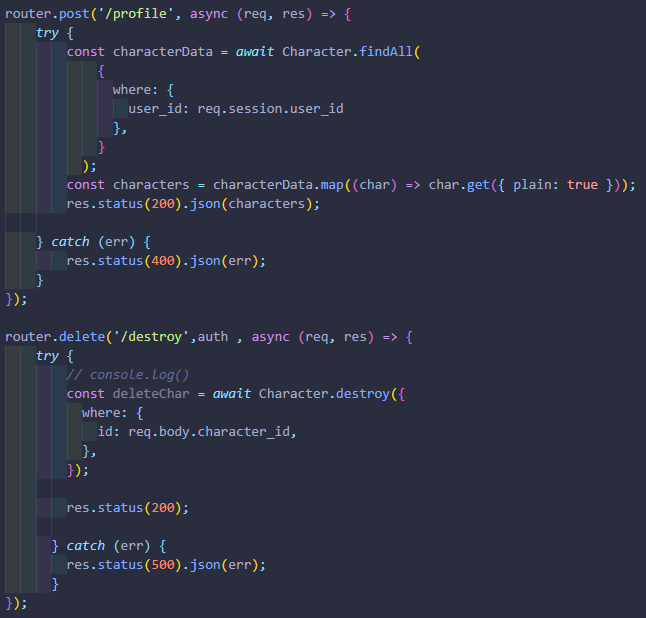 router.post('/profile', async (req, res) => {
    try {
        const characterData = await Character.findAll(
            {
              where: {
                user_id: req.session.user_id
              },
            }
          );
        const characters = characterData.map((char) => char.get({ plain: true }));
        res.status(200).json(characters);

    } catch (err) {
        res.status(400).json(err);
    }
});

router.delete('/destroy',auth , async (req, res) => {
    try {
        // console.log()
        const deleteChar = await Character.destroy({
          where: {
            id: req.body.character_id,
          },
        });

        res.status(200);

      } catch (err) {
        res.status(500).json(err);
      }
});